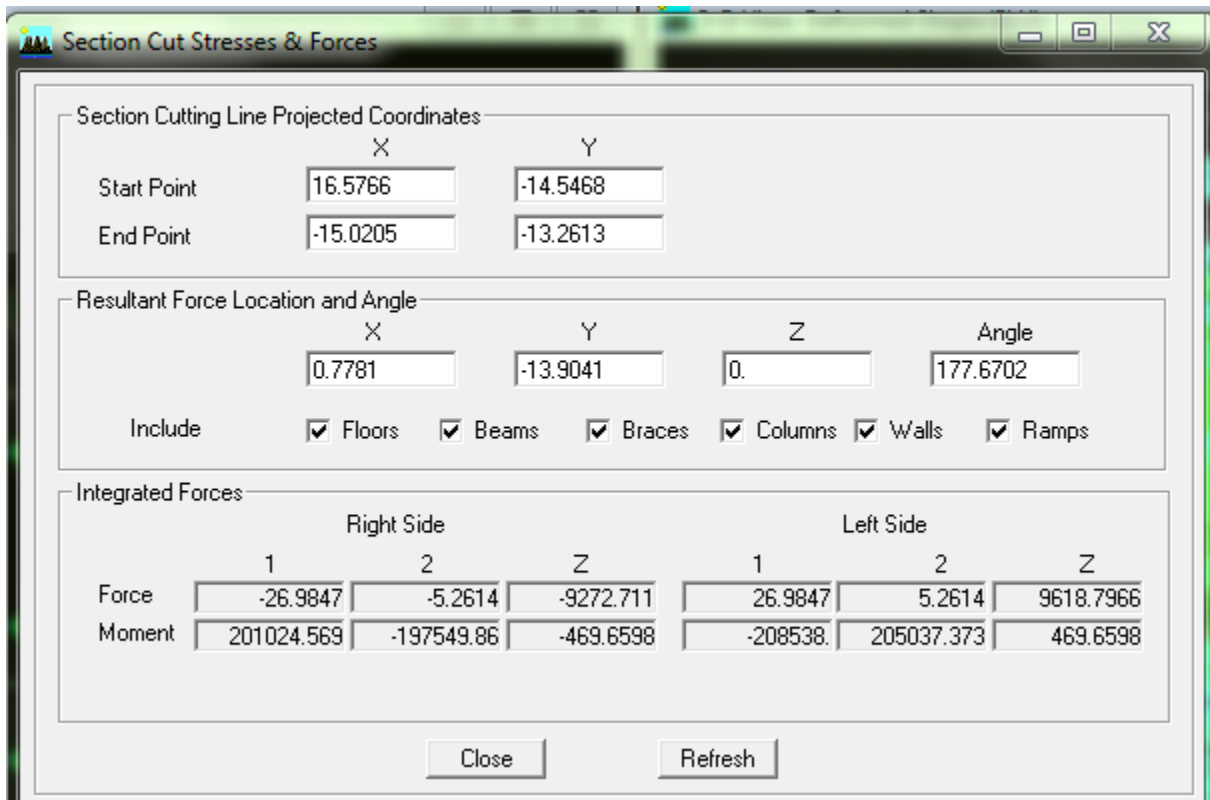 Section Cut Stresses & Forces
Section Cutting Line Projected Coordinates
X Y
Start Point 16.5766 -14.5468
End Point -15.0205 -13.2613
Resultant Force Location and Angle
X Y Z Angle
0.7781 -13.9041 0. 177.6702
Include Floors Beams Braces Columns Walls Ramps
Integrated Forces
Right Side Left Side
1 2 Z 1 2 Z
Force -26.9847 -5.2614 -9272.711 26.9847 5.2614 9618.7966
Moment 201024.569 -197549.86 -469.6598 -208538. 205037.373 469.6598
Close Refresh